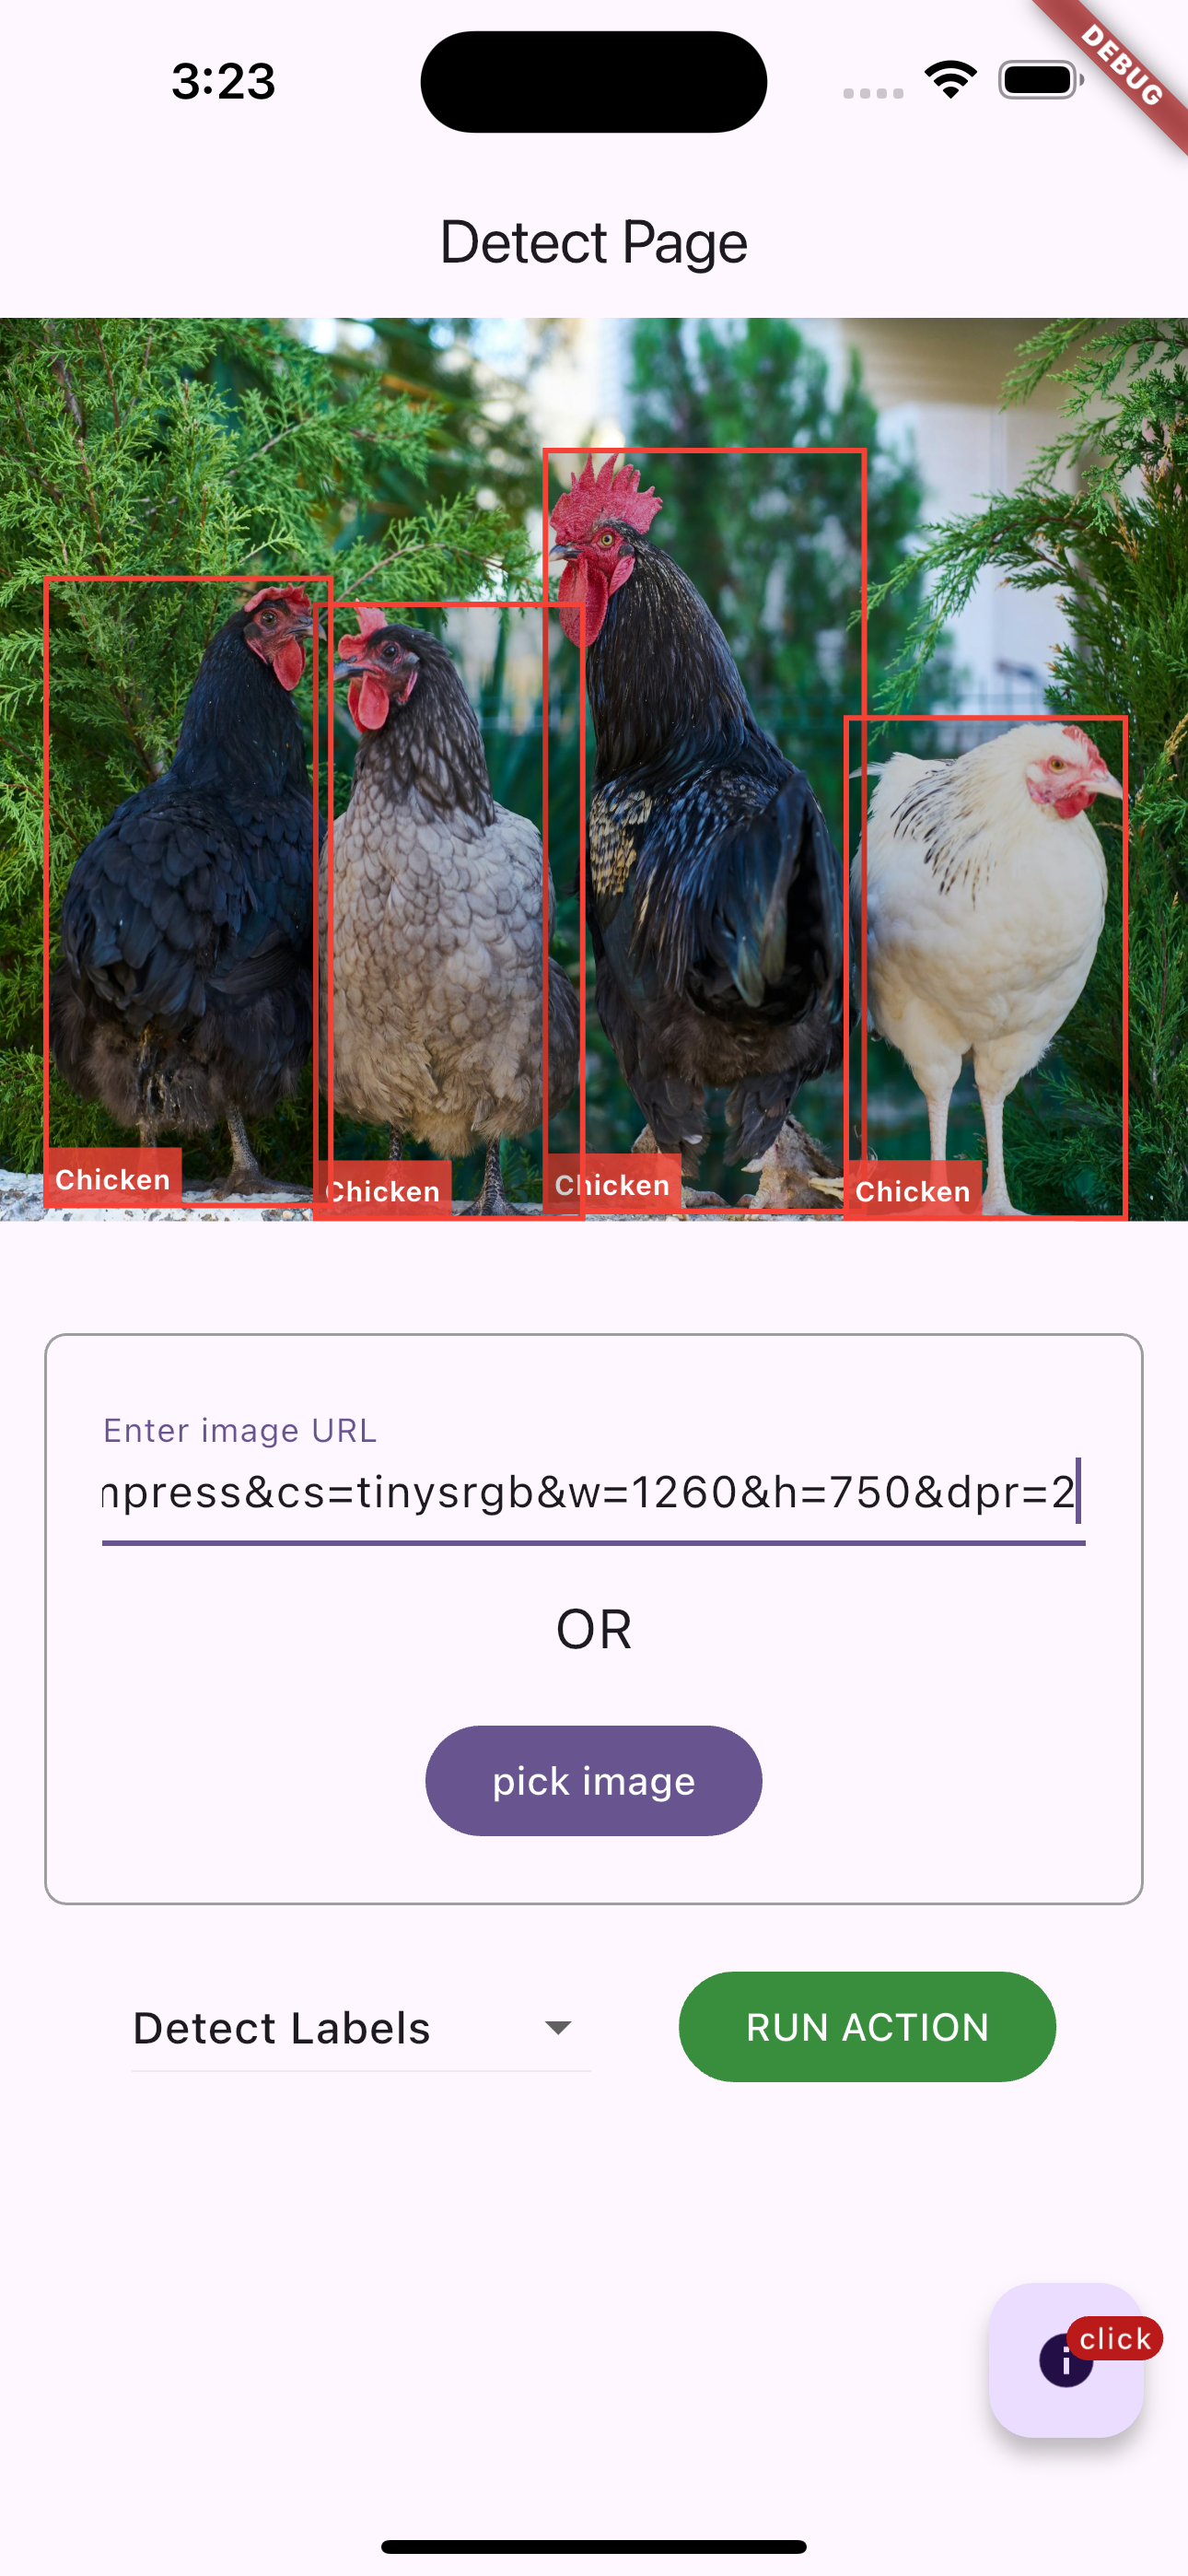 3:23
DEBUG
Detect Page
Chicken
Chicken
Chicken
Chicken
Enter image URL
npress&cs=tinysrgb&w=1260&h=750&dpr=2
OR
pick image
Detect Labels
RUN ACTION
click